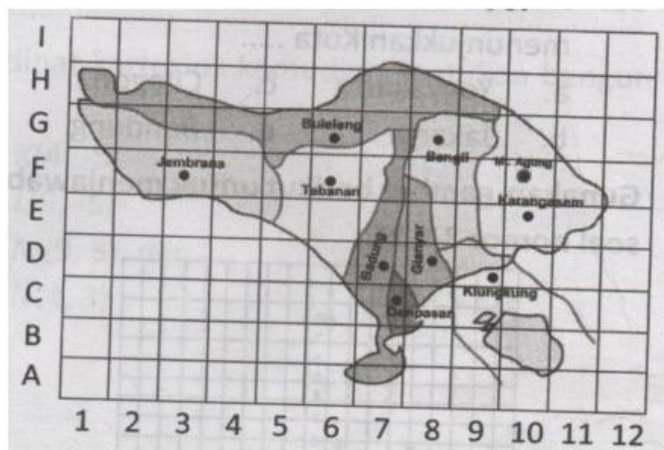 I
H
G
Buleleng
Bangli
F
Jembrana
Mt. Agung
Tabanan
Karangasem
E
D
Badung
Gianyar
Klungkung
C
Denpasar
B
A
1 2 3 4 5 6 7 8 9 10 11 12